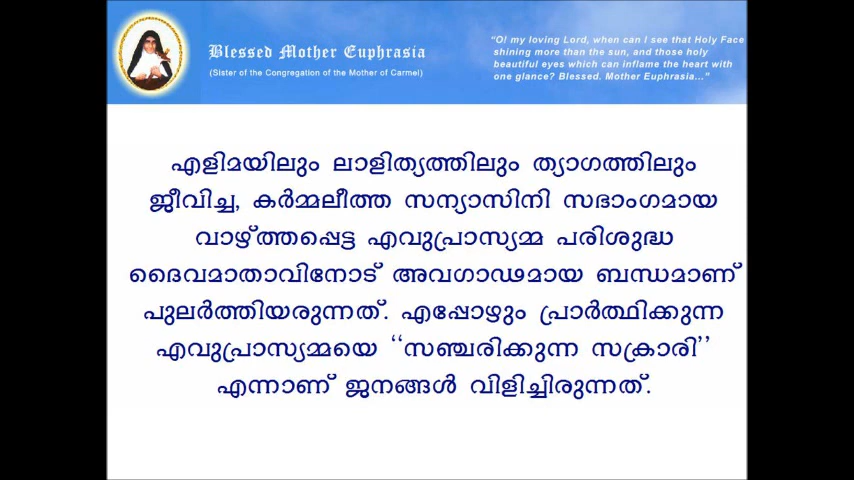 Blessed Mother Euphrasia
(Sister of the Congregation of the Mother of Carmel)
“O! my loving Lord, when can I see that Holy Face
shining more than the sun, and those holy
beautiful eyes which can inflame the heart with
one glance? Blessed. Mother Euphrasia...“
എളിമയിലും ലാളിത്യത്തിലും ത്യാഗത്തിലും
ജീവിച്ച, കർമ്മലീത്ത സന്യാസിനി സഭാംഗമായ
വാഴ്ത്തപ്പെട്ട എവുപ്രാസ്യമ്മ പരിശുദ്ധ
ദൈവമാതാവിനോട് അവഗാഢമായ ബന്ധമാണ്
പുലർത്തിയരുന്നത്. എപ്പോഴും പ്രാർത്ഥിക്കുന്ന
എവുപ്രാസ്യമ്മയെ ‘‘സഞ്ചരിക്കുന്ന സക്രാരി’’
എന്നാണ് ജനങ്ങൾ വിളിച്ചിരുന്നത്.